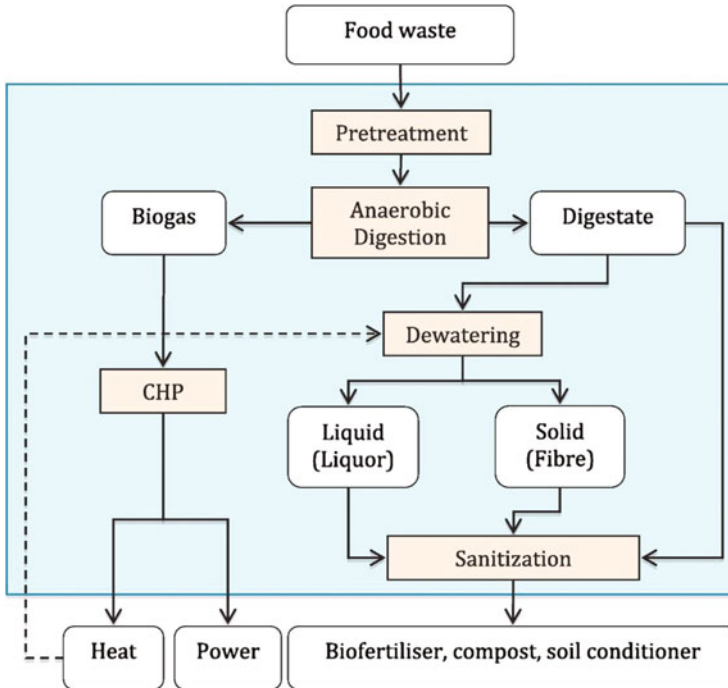 Food waste
Pretreatment
Biogas
Anaerobic
Digestion
Digestate
Dewatering
CHP
Liquid
(Liquor)
Solid
(Fibre)
Sanitization
Heat
Power
Biofertiliser, compost, soil conditioner